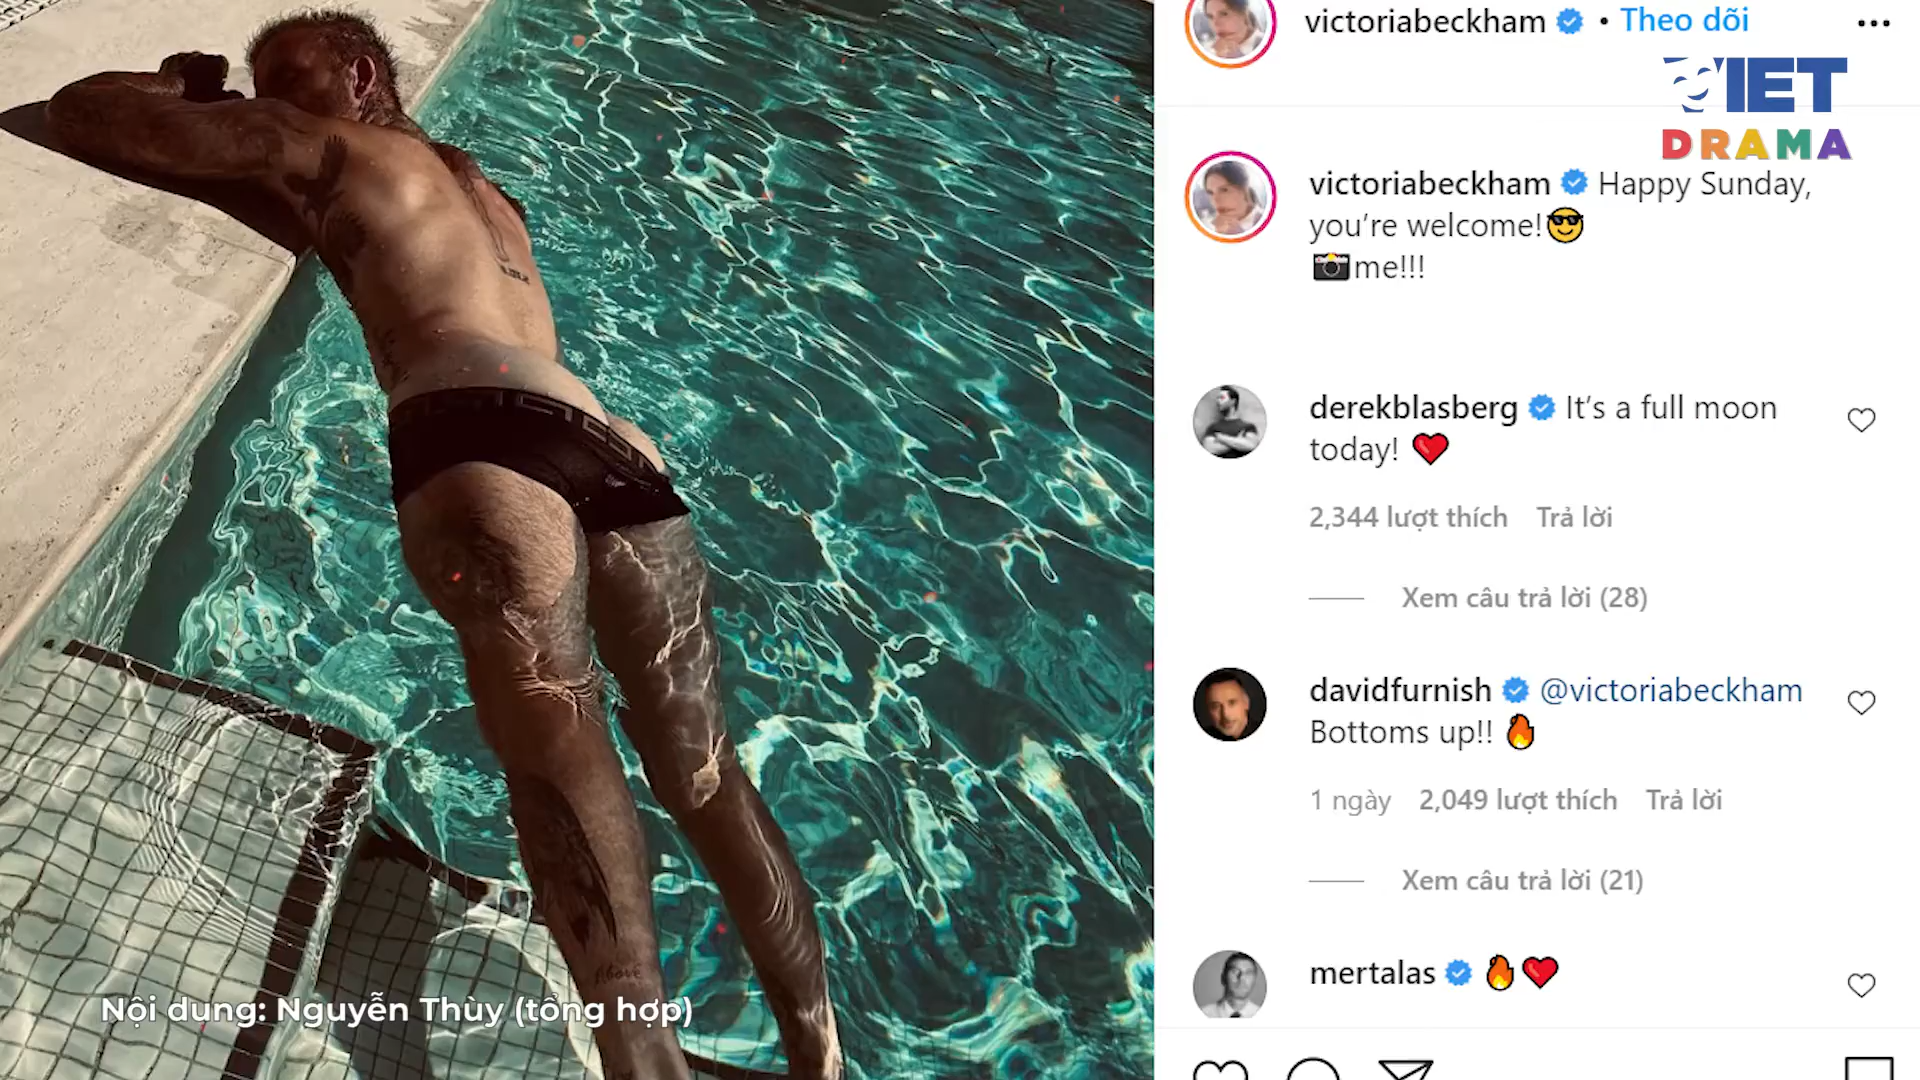 victoriabeckham • Theo dõi
VIET
DRAMA
victoriabeckham Happy Sunday,
you’re welcome!😎
📷me!!!
derekblasberg It’s a full moon
today! ❤️
2,344 lượt thích Trả lời
Xem câu trả lời (28)
davidfurnish @victoriabeckham
Bottoms up!! 🔥
1 ngày 2,049 lượt thích Trả lời
Xem câu trả lời (21)
mertalas 🔥❤️
Above
Nội dung: Nguyễn Thùy (tổng hợp)